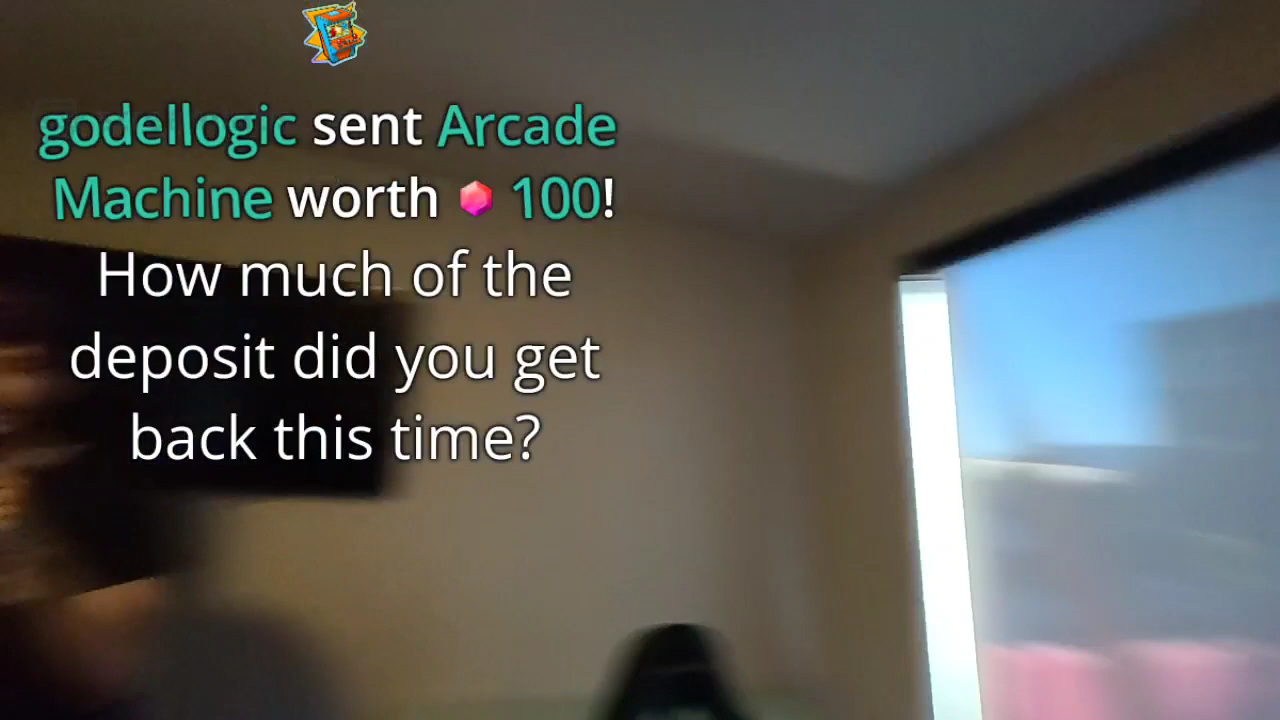 godellogic sent Arcade
Machine worth 100!
How much of the
deposit did you get
back this time?